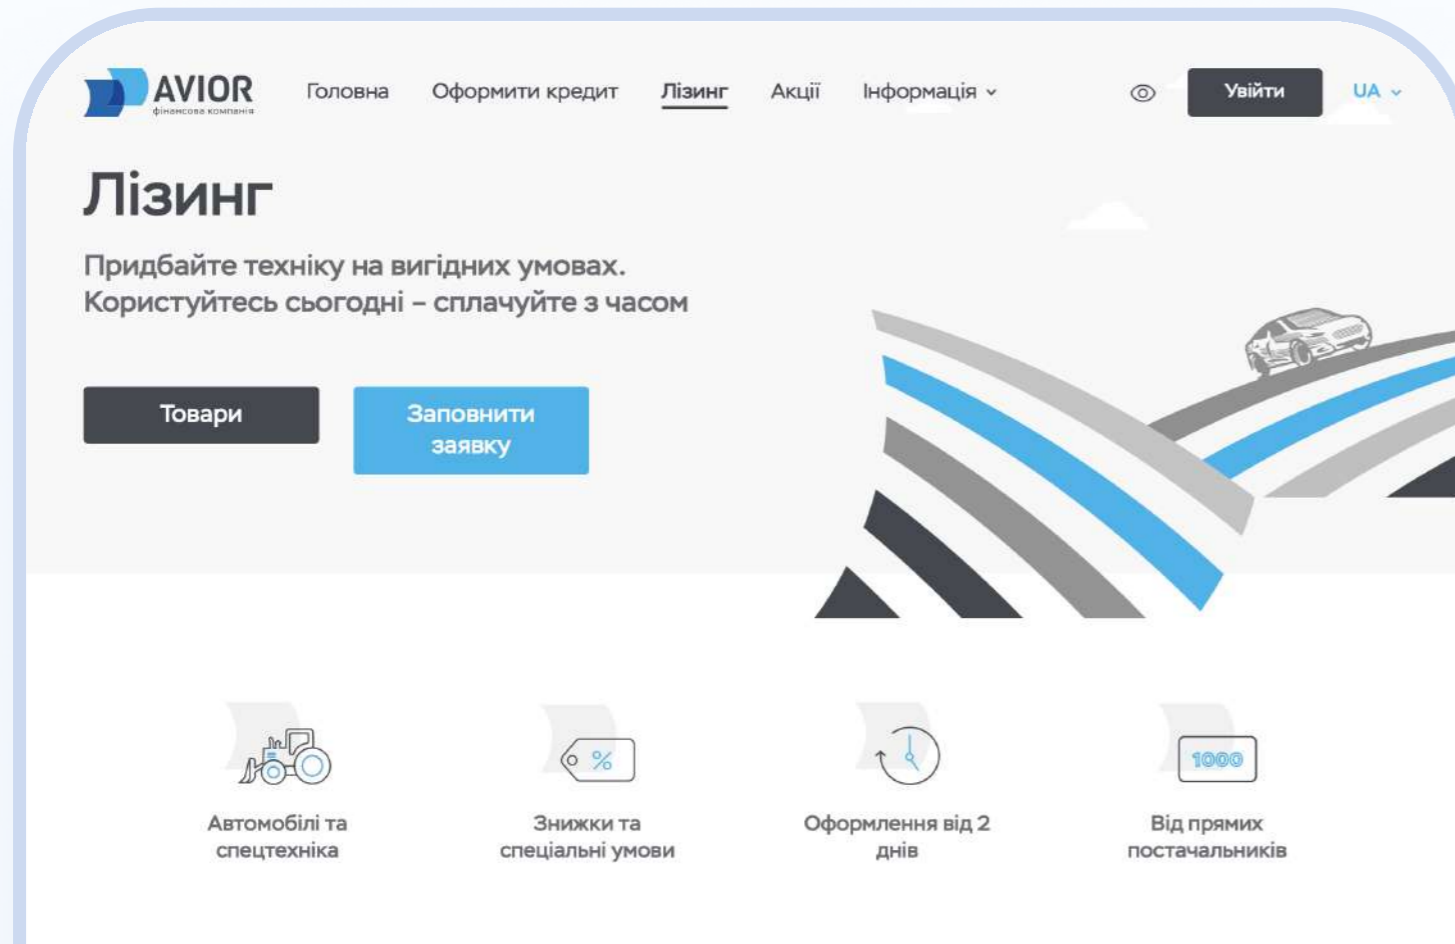 AVIOR
фінансова компанія
Головна
Оформити кредит
Лізинг
Акції
Інформація
Увійти
UA
Лізинг
Придбайте техніку на вигідних умовах.
Користуйтесь сьогодні – сплачуйте з часом
Товари
Заповнити
заявку
%
1000
Автомобілі та
спецтехніка
Знижки та
спеціальні умови
Оформлення від 2
днів
Від прямих
постачальників